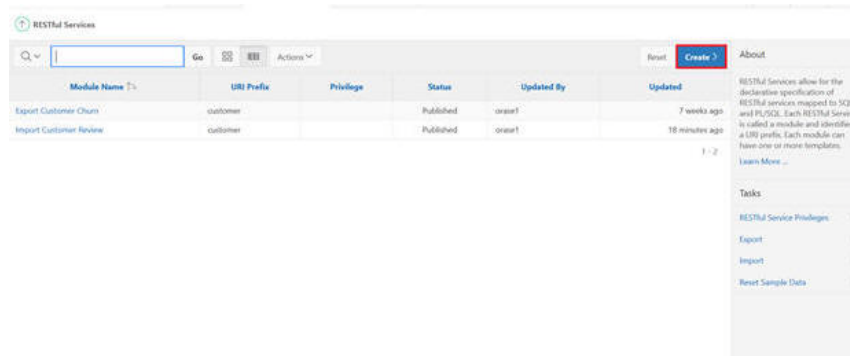 RESTful Services
Go Actions Reset Create
Module Name URI Prefix Privilege Status Updated By Updated
Export Customer Churn customer Published orase1 7 weeks ago
Import Customer Review customer Published orase1 18 minutes ago
1 - 2
About
RESTful Services allow for the
declarative specification of
RESTful services mapped to SQL
and PL/SQL. Each RESTful Servi
is called a module and identifie
a URI prefix. Each module can
have one or more templates.
Learn More ...
Tasks
RESTful Service Privileges
Export
Import
Reset Sample Data